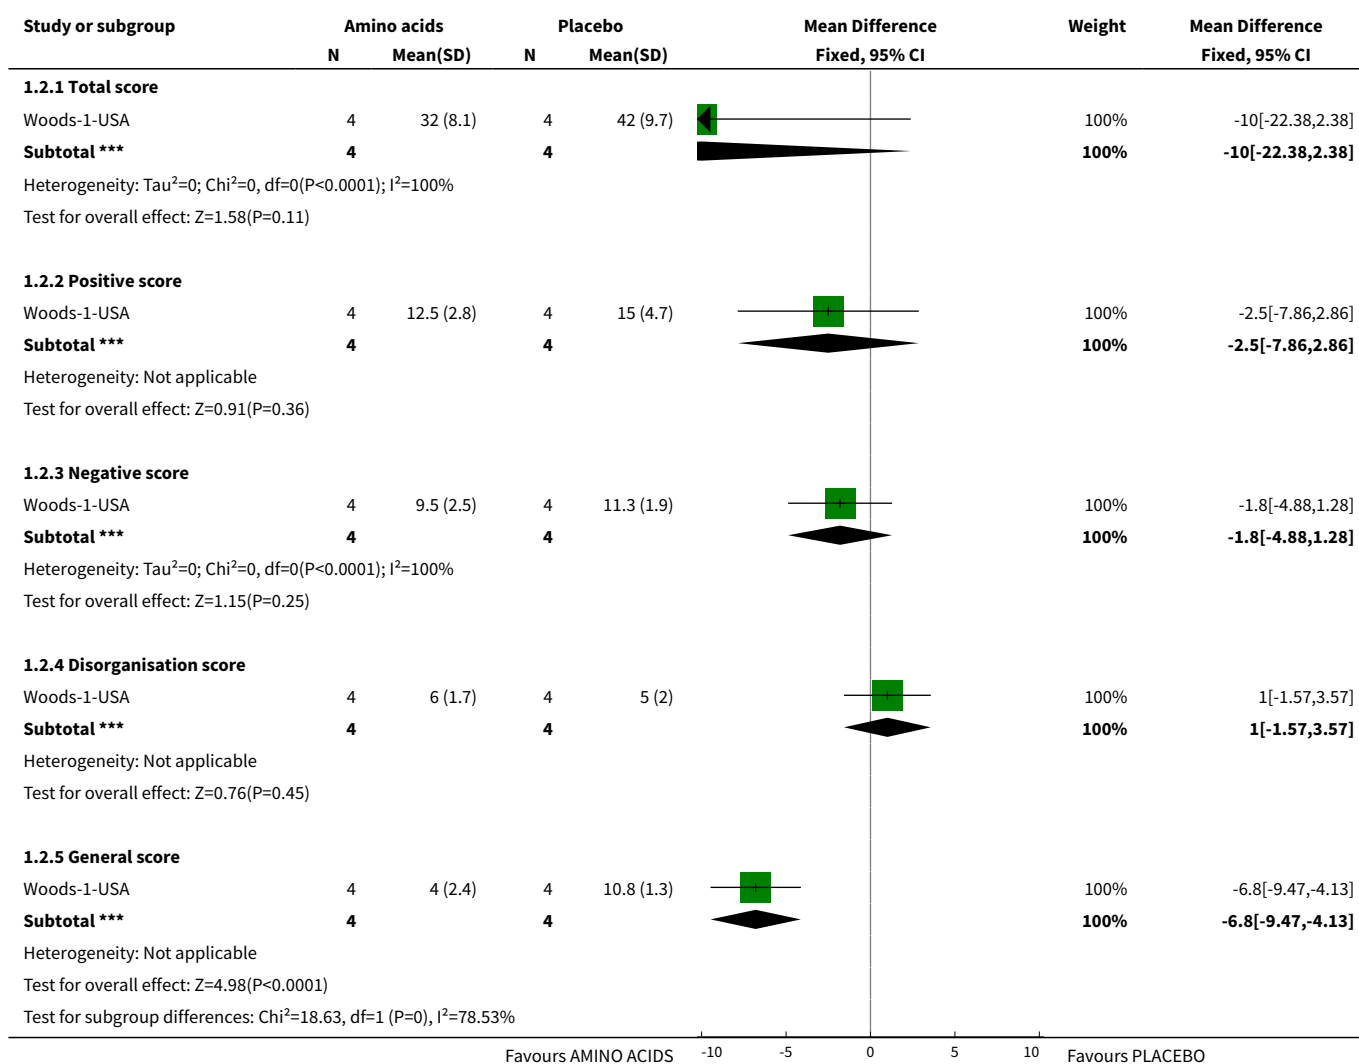 Study or subgroup Amino acids Placebo Mean Difference Weight Mean Difference
N Mean(SD) N Mean(SD) Fixed, 95% CI Fixed, 95% CI
1.2.1 Total score
Woods-1-USA 4 32 (8.1) 4 42 (9.7) 100% -10[-22.38,2.38]
Subtotal *** 4 4 100% -10[-22.38,2.38]
Heterogeneity: Tau²=0; Chi²=0, df=0(P<0.0001); I²=100%
Test for overall effect: Z=1.58(P=0.11)
1.2.2 Positive score
Woods-1-USA 4 12.5 (2.8) 4 15 (4.7) 100% -2.5[-7.86,2.86]
Subtotal *** 4 4 100% -2.5[-7.86,2.86]
Heterogeneity: Not applicable
Test for overall effect: Z=0.91(P=0.36)
1.2.3 Negative score
Woods-1-USA 4 9.5 (2.5) 4 11.3 (1.9) 100% -1.8[-4.88,1.28]
Subtotal *** 4 4 100% -1.8[-4.88,1.28]
Heterogeneity: Tau²=0; Chi²=0, df=0(P<0.0001); I²=100%
Test for overall effect: Z=1.15(P=0.25)
1.2.4 Disorganisation score
Woods-1-USA 4 6 (1.7) 4 5 (2) 100% 1[-1.57,3.57]
Subtotal *** 4 4 100% 1[-1.57,3.57]
Heterogeneity: Not applicable
Test for overall effect: Z=0.76(P=0.45)
1.2.5 General score
Woods-1-USA 4 4 (2.4) 4 10.8 (1.3) 100% -6.8[-9.47,-4.13]
Subtotal *** 4 4 100% -6.8[-9.47,-4.13]
Heterogeneity: Not applicable
Test for overall effect: Z=4.98(P<0.0001)
Test for subgroup differences: Chi²=18.63, df=1 (P=0), I²=78.53%
Favours AMINO ACIDS -10 -5 0 5 10 Favours PLACEBO